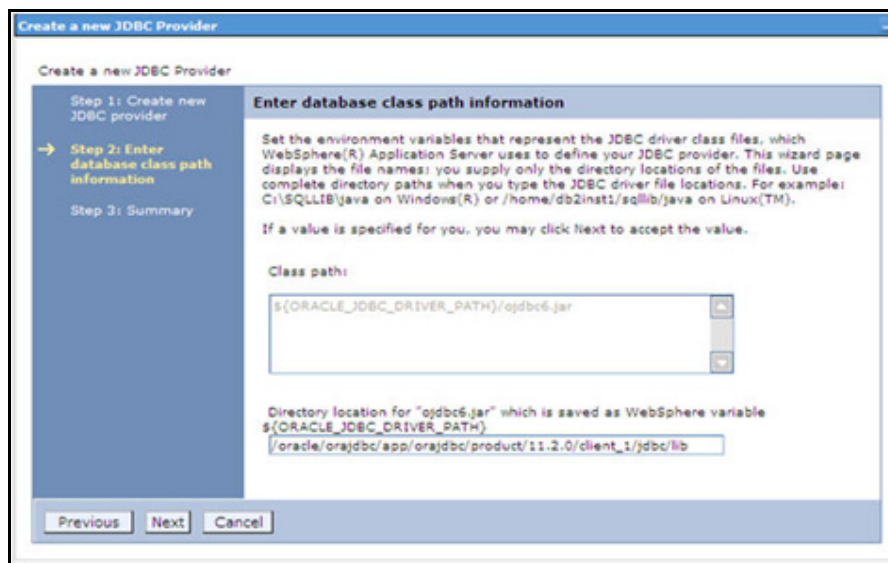 Create a new JDBC Provider
Create a new JDBC Provider
Step 1: Create new
JDBC provider
Step 2: Enter
database class path
information
Step 3: Summary
Enter database class path information
Set the environment variables that represent the JDBC driver class files, which
WebSphere(R) Application Server uses to define your JDBC provider. This wizard page
displays the file names; you supply only the directory locations of the files. Use
complete directory paths when you type the JDBC driver file locations. For example:
C:\SQLLIB\java on Windows(R) or /home/db2inst1/sqllib/java on Linux(TM).
If a value is specified for you, you may click Next to accept the value.
Class path:
${ORACLE_JDBC_DRIVER_PATH}/ojdbc6.jar
Directory location for "ojdbc6.jar" which is saved as WebSphere variable
${ORACLE_JDBC_DRIVER_PATH}
/oracle/orajdbc/app/orajdbc/product/11.2.0/client_1/jdbc/lib
Previous Next Cancel